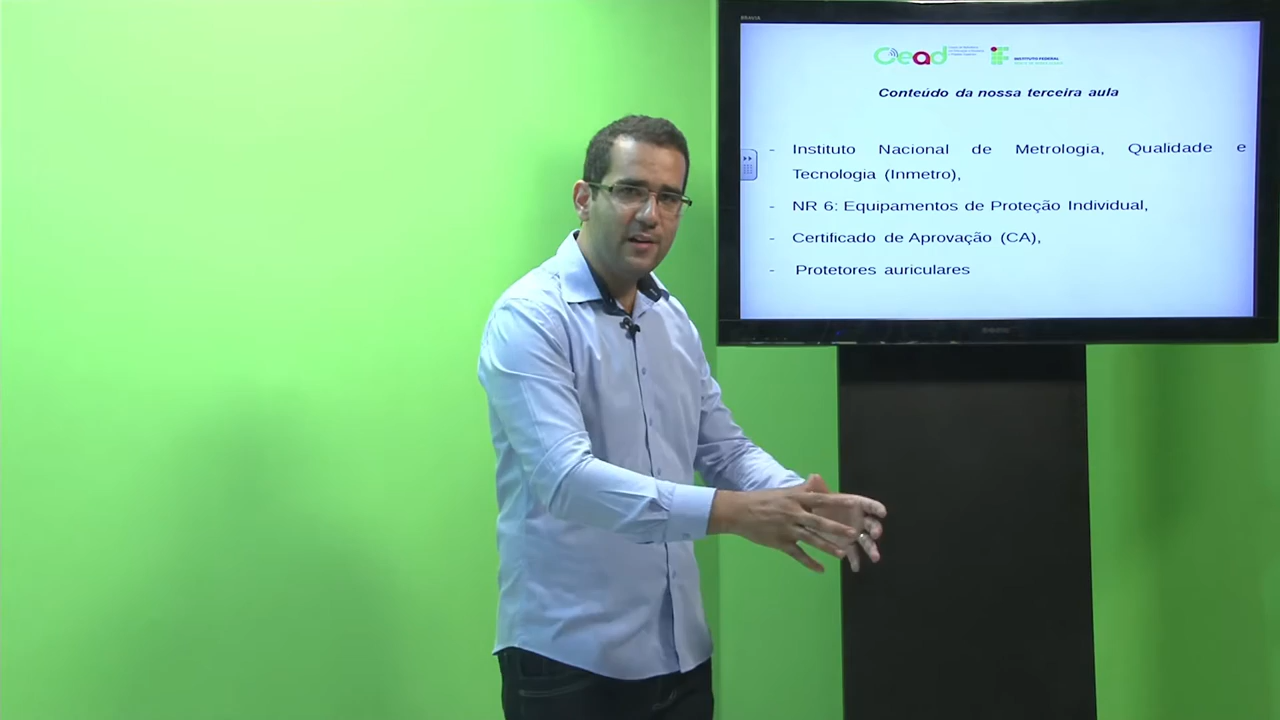 BRAVIA
Cead
INSTITUTO FEDERAL
Conteúdo da nossa terceira aula
- Instituto Nacional de Metrologia, Qualidade e
Tecnologia (Inmetro),
- NR 6: Equipamentos de Proteção Individual,
- Certificado de Aprovação (CA),
- Protetores auriculares